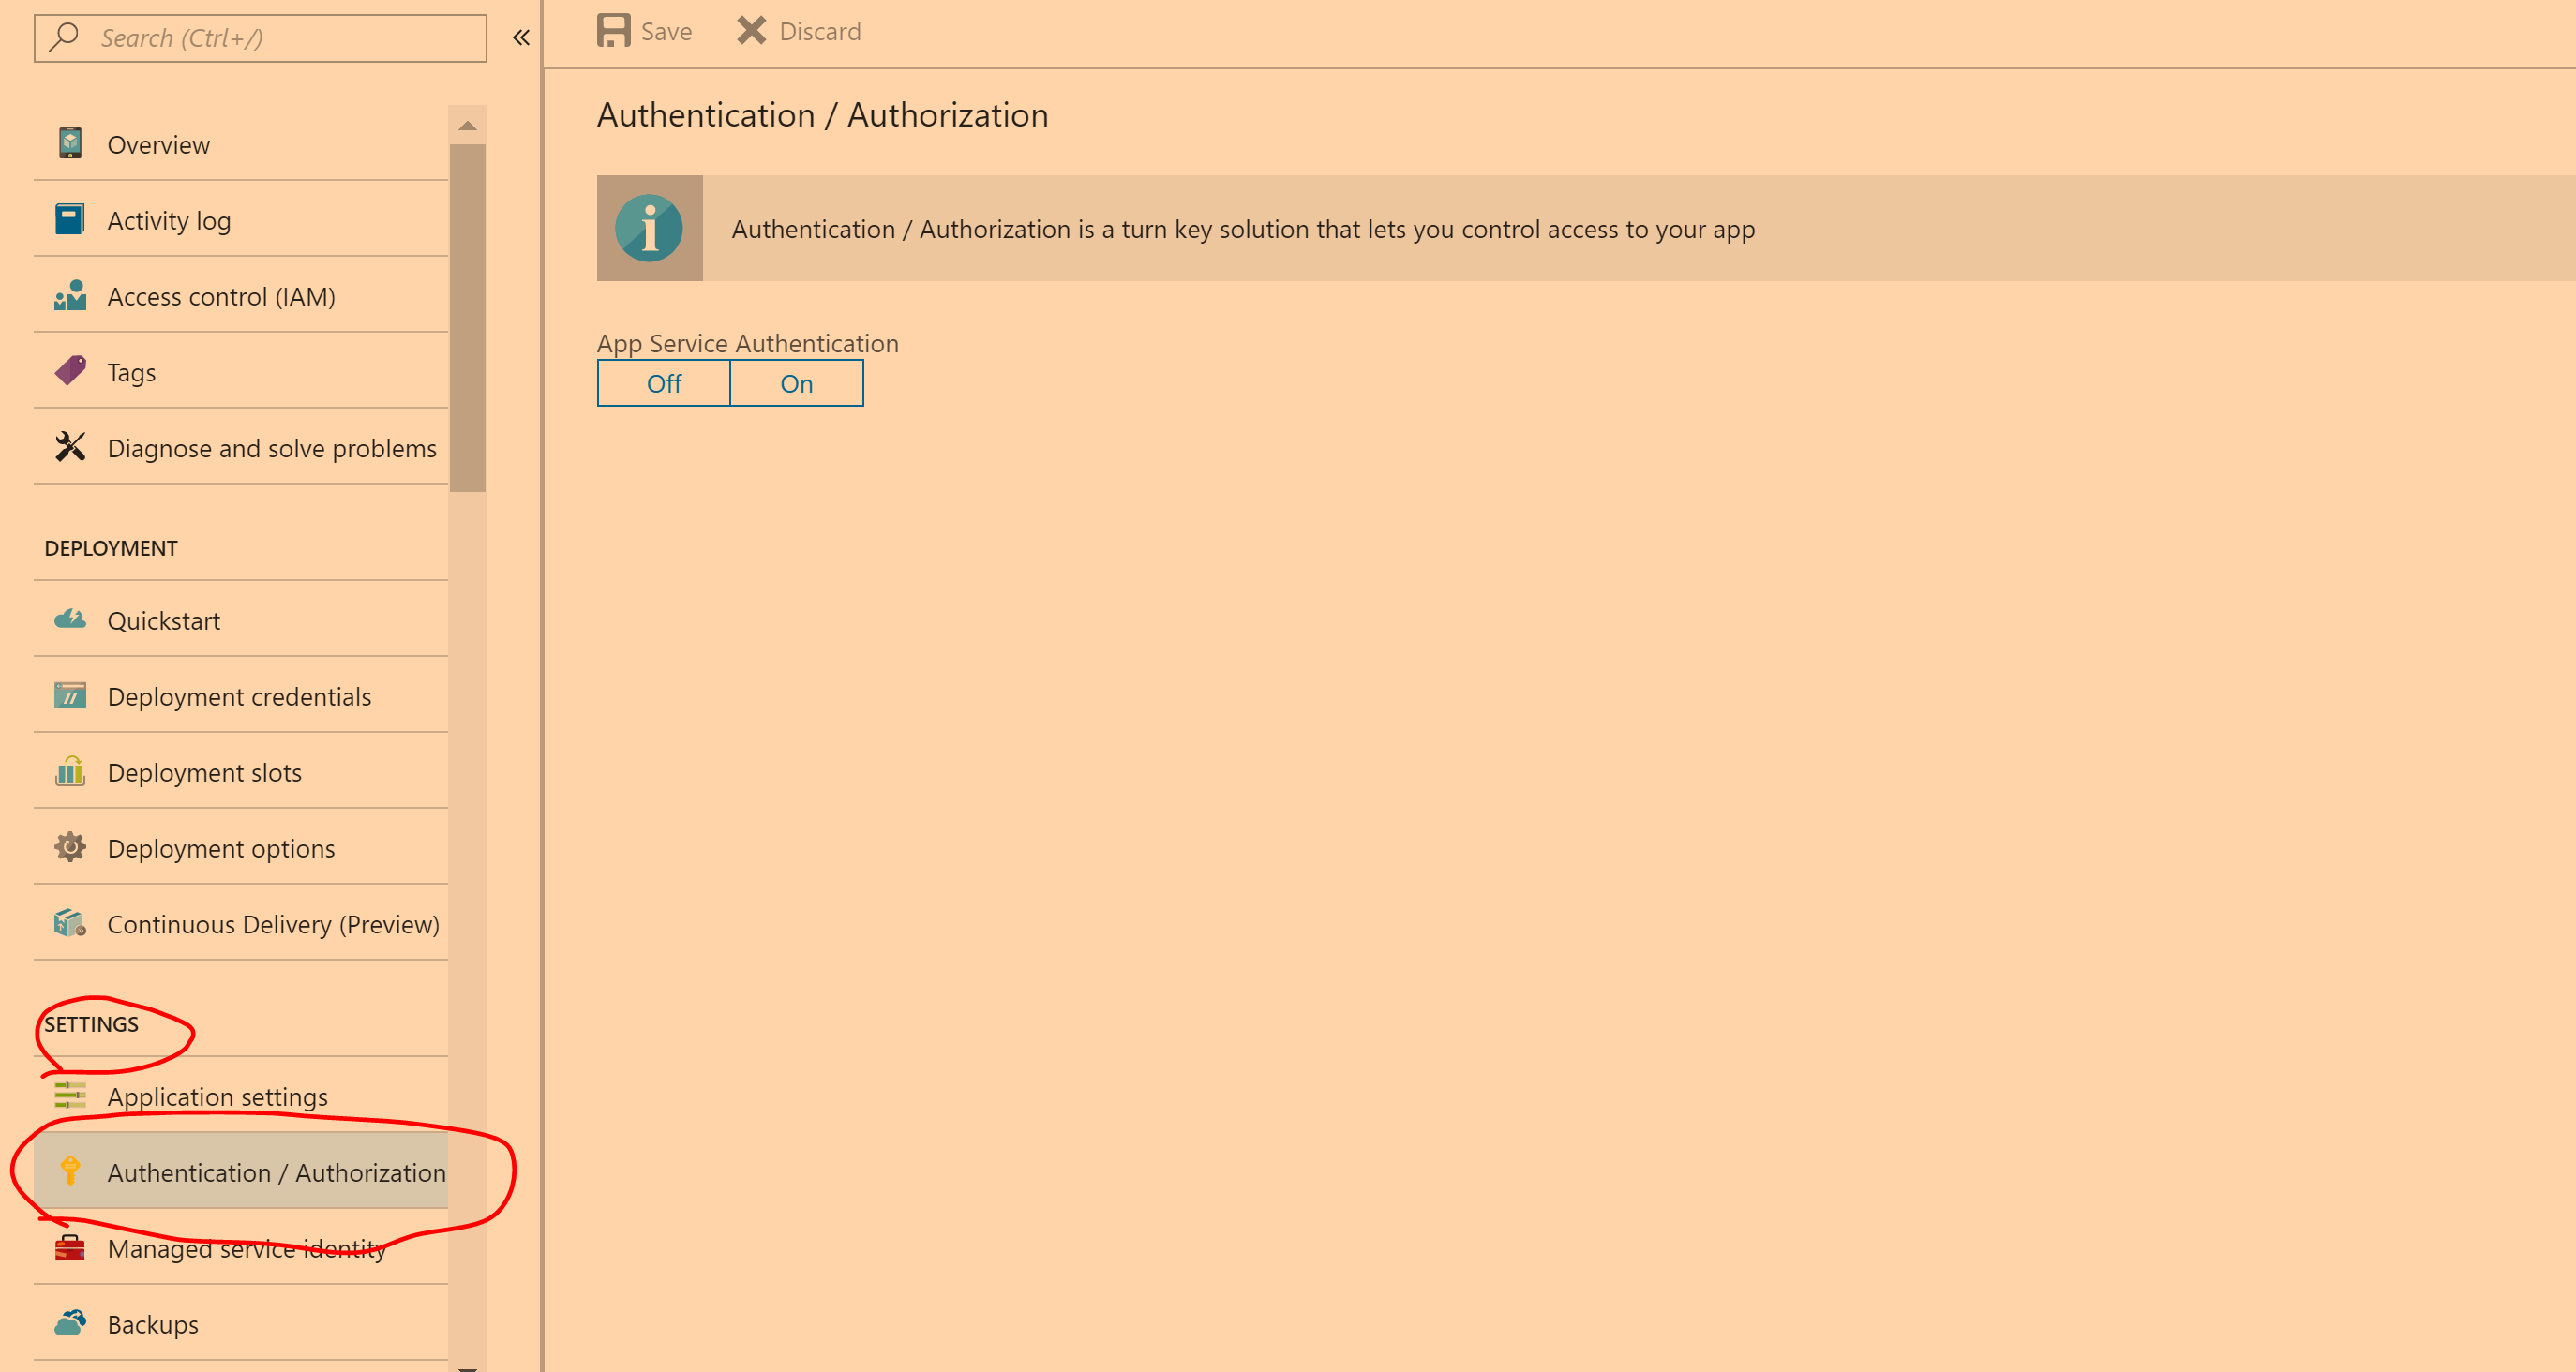 Search (Ctrl+/)
Overview
Activity log
Access control (IAM)
Tags
Diagnose and solve problems
DEPLOYMENT
Quickstart
Deployment credentials
Deployment slots
Deployment options
Continuous Delivery (Preview)
SETTINGS
Application settings
Authentication / Authorization
Managed service identity
Backups
Save Discard
Authentication / Authorization
Authentication / Authorization is a turn key solution that lets you control access to your app
App Service Authentication
Off On